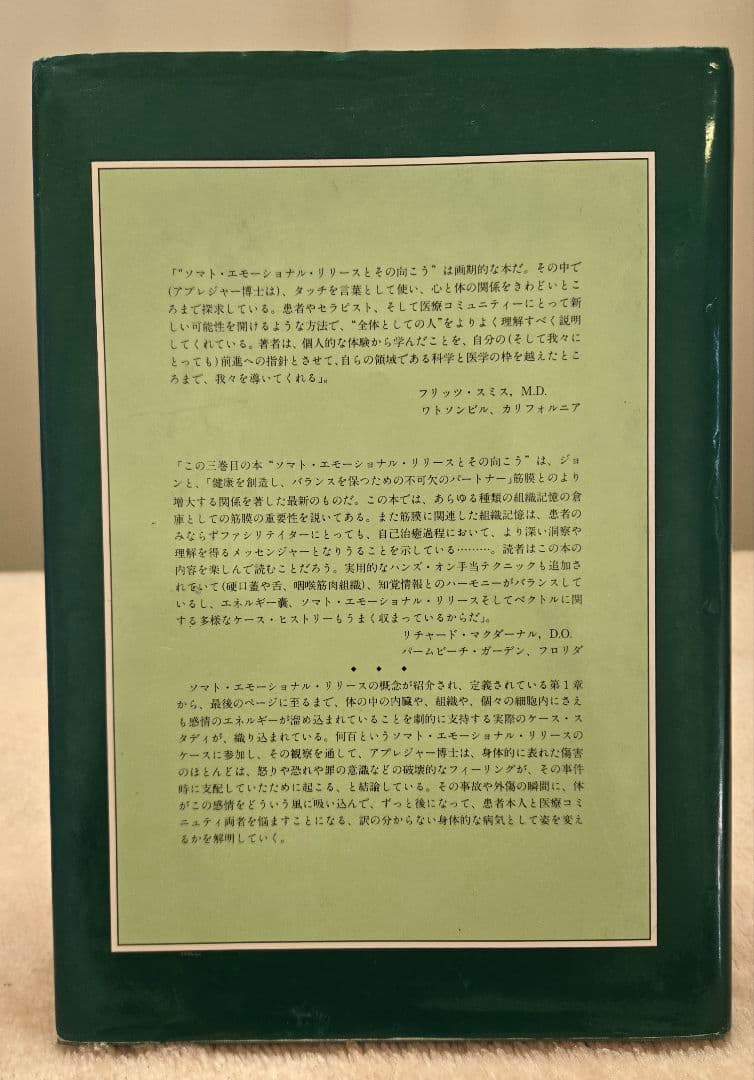 「“ソマト・エモーショナル・リリースとその向こう”は画期的な本だ。その中で
(アプレジャー博士は)、タッチを言葉として使い、心と体の関係をきわどいとこ
ろまで探求している。患者やセラピスト、そして医療コミュニティーにとって新
しい可能性を開けるような方法で、“全体としての人”をよりよく理解すべく説明
してくれている。著者は、個人的な体験から学んだことを、自分の(そして我々に
とっても)前進への指針とさせて、自らの領域である科学と医学の枠を越えたとこ
ろまで、我々を導いてくれる」。
フリッツ・スミス, M.D.
ワトソンビル、カリフォルニア
「この三巻目の本“ソマト・エモーショナル・リリースとその向こう”は、ジョ
ンと、「健康を創造し、バランスを保つための不可欠のパートナー」筋膜とのより
増大する関係を著した最新のものだ。この本では、あらゆる種類の組織記憶の倉
庫としての筋膜の重要性を説いてある。また筋膜に関連した組織記憶は、患者の
みならずファシリテイターにとっても、自己治癒過程において、より深い洞察や
理解を得るメッセンジャーとなりうることを示している………。読者はこの本の
内容を楽しんで読むことだろう。実用的なハンズ・オン手当テクニックも追加さ
れていて(硬口蓋や舌、咽喉筋肉組織)、知覚情報とのハーモニーがバランスして
いるし、エネルギー嚢、ソマト・エモーショナル・リリースそしてベクトルに関
する多様なケース・ヒストリーもうまく収まっているからだ」。
リチャード・マクダーナル, D.O.
パームビーチ・ガーデン、フロリダ
◆ ◆ ◆
ソマト・エモーショナル・リリースの概念が紹介され、定義されている第1章
から、最後のページに至るまで、体の中の内臓や、組織や、個々の細胞内にさえ
も感情のエネルギーが溜め込まれていることを劇的に支持する実際のケース・ス
タディが、織り込まれている。何百というソマト・エモーショナル・リリースの
ケースに参加し、その観察を通して、アプレジャー博士は、身体的に表れた傷害
のほとんどは、怒りや恐れや罪の意識などの破壊的なフィーリングが、その事件
時に支配していたために起こる、と結論している。その事故や外傷の瞬間に、体
がこの感情をどういう風に吸い込んで、ずっと後になって、患者本人と医療コミ
ニュティ両者を悩ますことになる、訳の分からない身体的な病気として姿を変え
るかを解明していく。